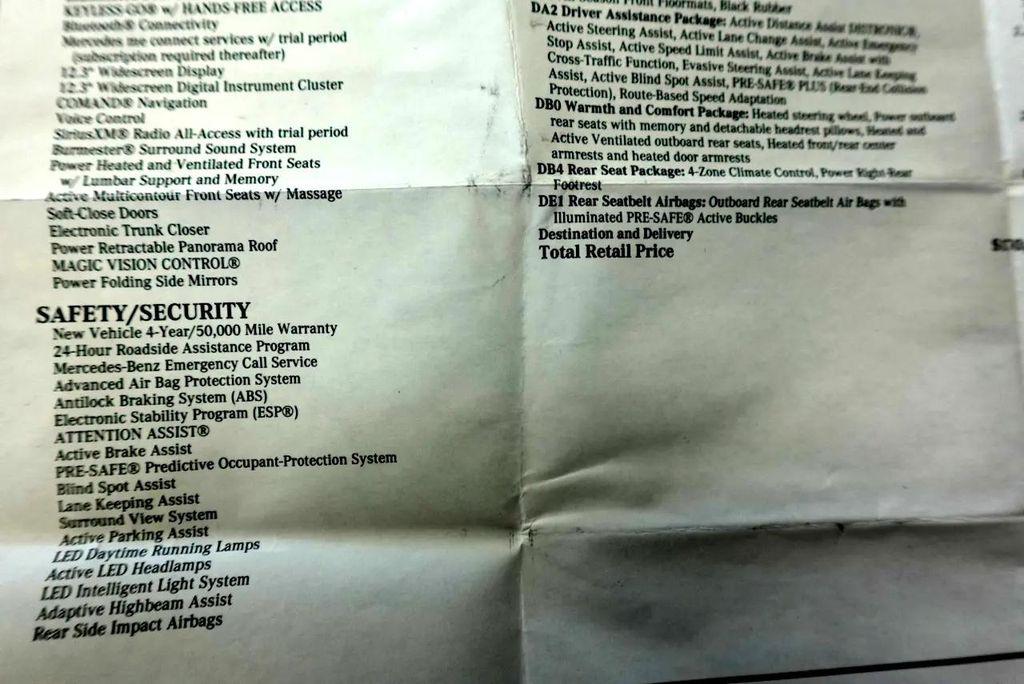 KEYLESS-GO® w/ HANDS-FREE ACCESS
Bluetooth® Connectivity
Mercedes me connect services w/ trial period
(subscription required thereafter)
12.3" Widescreen Display
12.3" Widescreen Digital Instrument Cluster
COMAND® Navigation
Voice Control
SiriusXM® Radio All-Access with trial period
Burmester® Surround Sound System
Power Heated and Ventilated Front Seats
w/ Lumbar Support and Memory
Active Multicontour Front Seats w/ Massage
Soft-Close Doors
Electronic Trunk Closer
Power Retractable Panorama Roof
MAGIC VISION CONTROL®
Power Folding Side Mirrors
SAFETY/SECURITY
New Vehicle 4-Year/50,000 Mile Warranty
24-Hour Roadside Assistance Program
Mercedes-Benz Emergency Call Service
Advanced Air Bag Protection System
Antilock Braking System (ABS)
Electronic Stability Program (ESP®)
ATTENTION ASSIST®
Active Brake Assist
PRE-SAFE® Predictive Occupant-Protection System
Blind Spot Assist
Lane Keeping Assist
Surround View System
Active Parking Assist
LED Daytime Running Lamps
Active LED Headlamps
LED Intelligent Light System
Adaptive Highbeam Assist
Rear Side Impact Airbags
Front Floormats, Black Rubber
DA2 Driver Assistance Package: Active Distance Assist DISTRONIC®,
Active Steering Assist, Active Lane Change Assist, Active Emergency
Stop Assist, Active Speed Limit Assist, Active Brake Assist with
Cross-Traffic Function, Evasive Steering Assist, Active Lane Keeping
Assist, Active Blind Spot Assist, PRE-SAFE® PLUS (Rear-End Collision
Protection), Route-Based Speed Adaptation
DB0 Warmth and Comfort Package: Heated steering wheel, Power outboard
rear seats with memory and detachable headrest pillows, Heated and
Active Ventilated outboard rear seats, Heated front/rear center
armrests and heated door armrests
DB4 Rear Seat Package: 4-Zone Climate Control, Power Right-Rear
Footrest
DE1 Rear Seatbelt Airbags: Outboard Rear Seatbelt Air Bags with
Illuminated PRE-SAFE® Active Buckles
Destination and Delivery
Total Retail Price